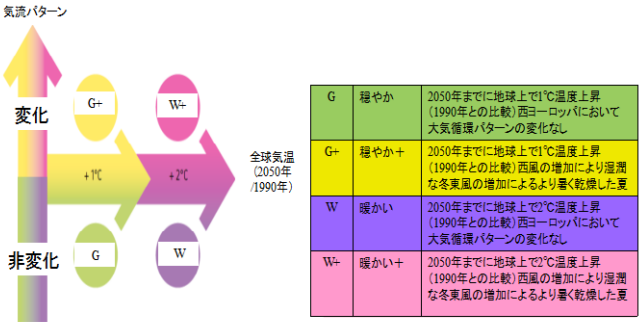 気流パターン
変化
非変化
G+
W+
+1℃
+2℃
G
W
全球気温
(2050年
/1990年)
G 穏やか 2050年までに地球上で1℃温度上昇
(1990年との比較)西ヨーロッパにおいて
大気循環パターンの変化なし
G+ 穏やか+ 2050年までに地球上で1℃温度上昇
(1990年との比較)西風の増加により湿潤
な冬東風の増加によるより暑く乾燥した夏
W 暖かい 2050年までに地球上で2℃温度上昇
(1990年との比較)西ヨーロッパにおいて
大気循環パターンの変化なし
W+ 暖かい+ 2050年までに地球上で2℃温度上昇
(1990年との比較)西風の増加により湿潤
な冬東風の増加によるより暑く乾燥した夏